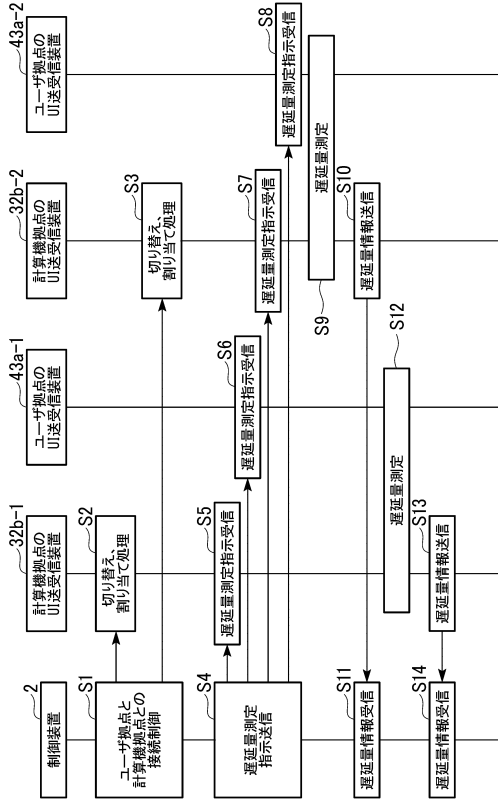 2
制御装置
32b-1
計算機拠点の
UI送受信装置
43a-1
ユーザ拠点の
UI送受信装置
32b-2
計算機拠点の
UI送受信装置
43a-2
ユーザ拠点の
UI送受信装置
S1
ユーザ拠点と
計算機拠点との
接続制御
S2
切り替え、
割り当て処理
S3
切り替え、
割り当て処理
S4
遅延量測定
指示送信
S5
遅延量測定指示受信
S6
遅延量測定指示受信
S7
遅延量測定指示受信
S8
遅延量測定指示受信
S9
遅延量測定
S10
遅延量情報送信
S11
遅延量情報受信
S12
遅延量測定
S13
遅延量情報送信
S14
遅延量情報受信